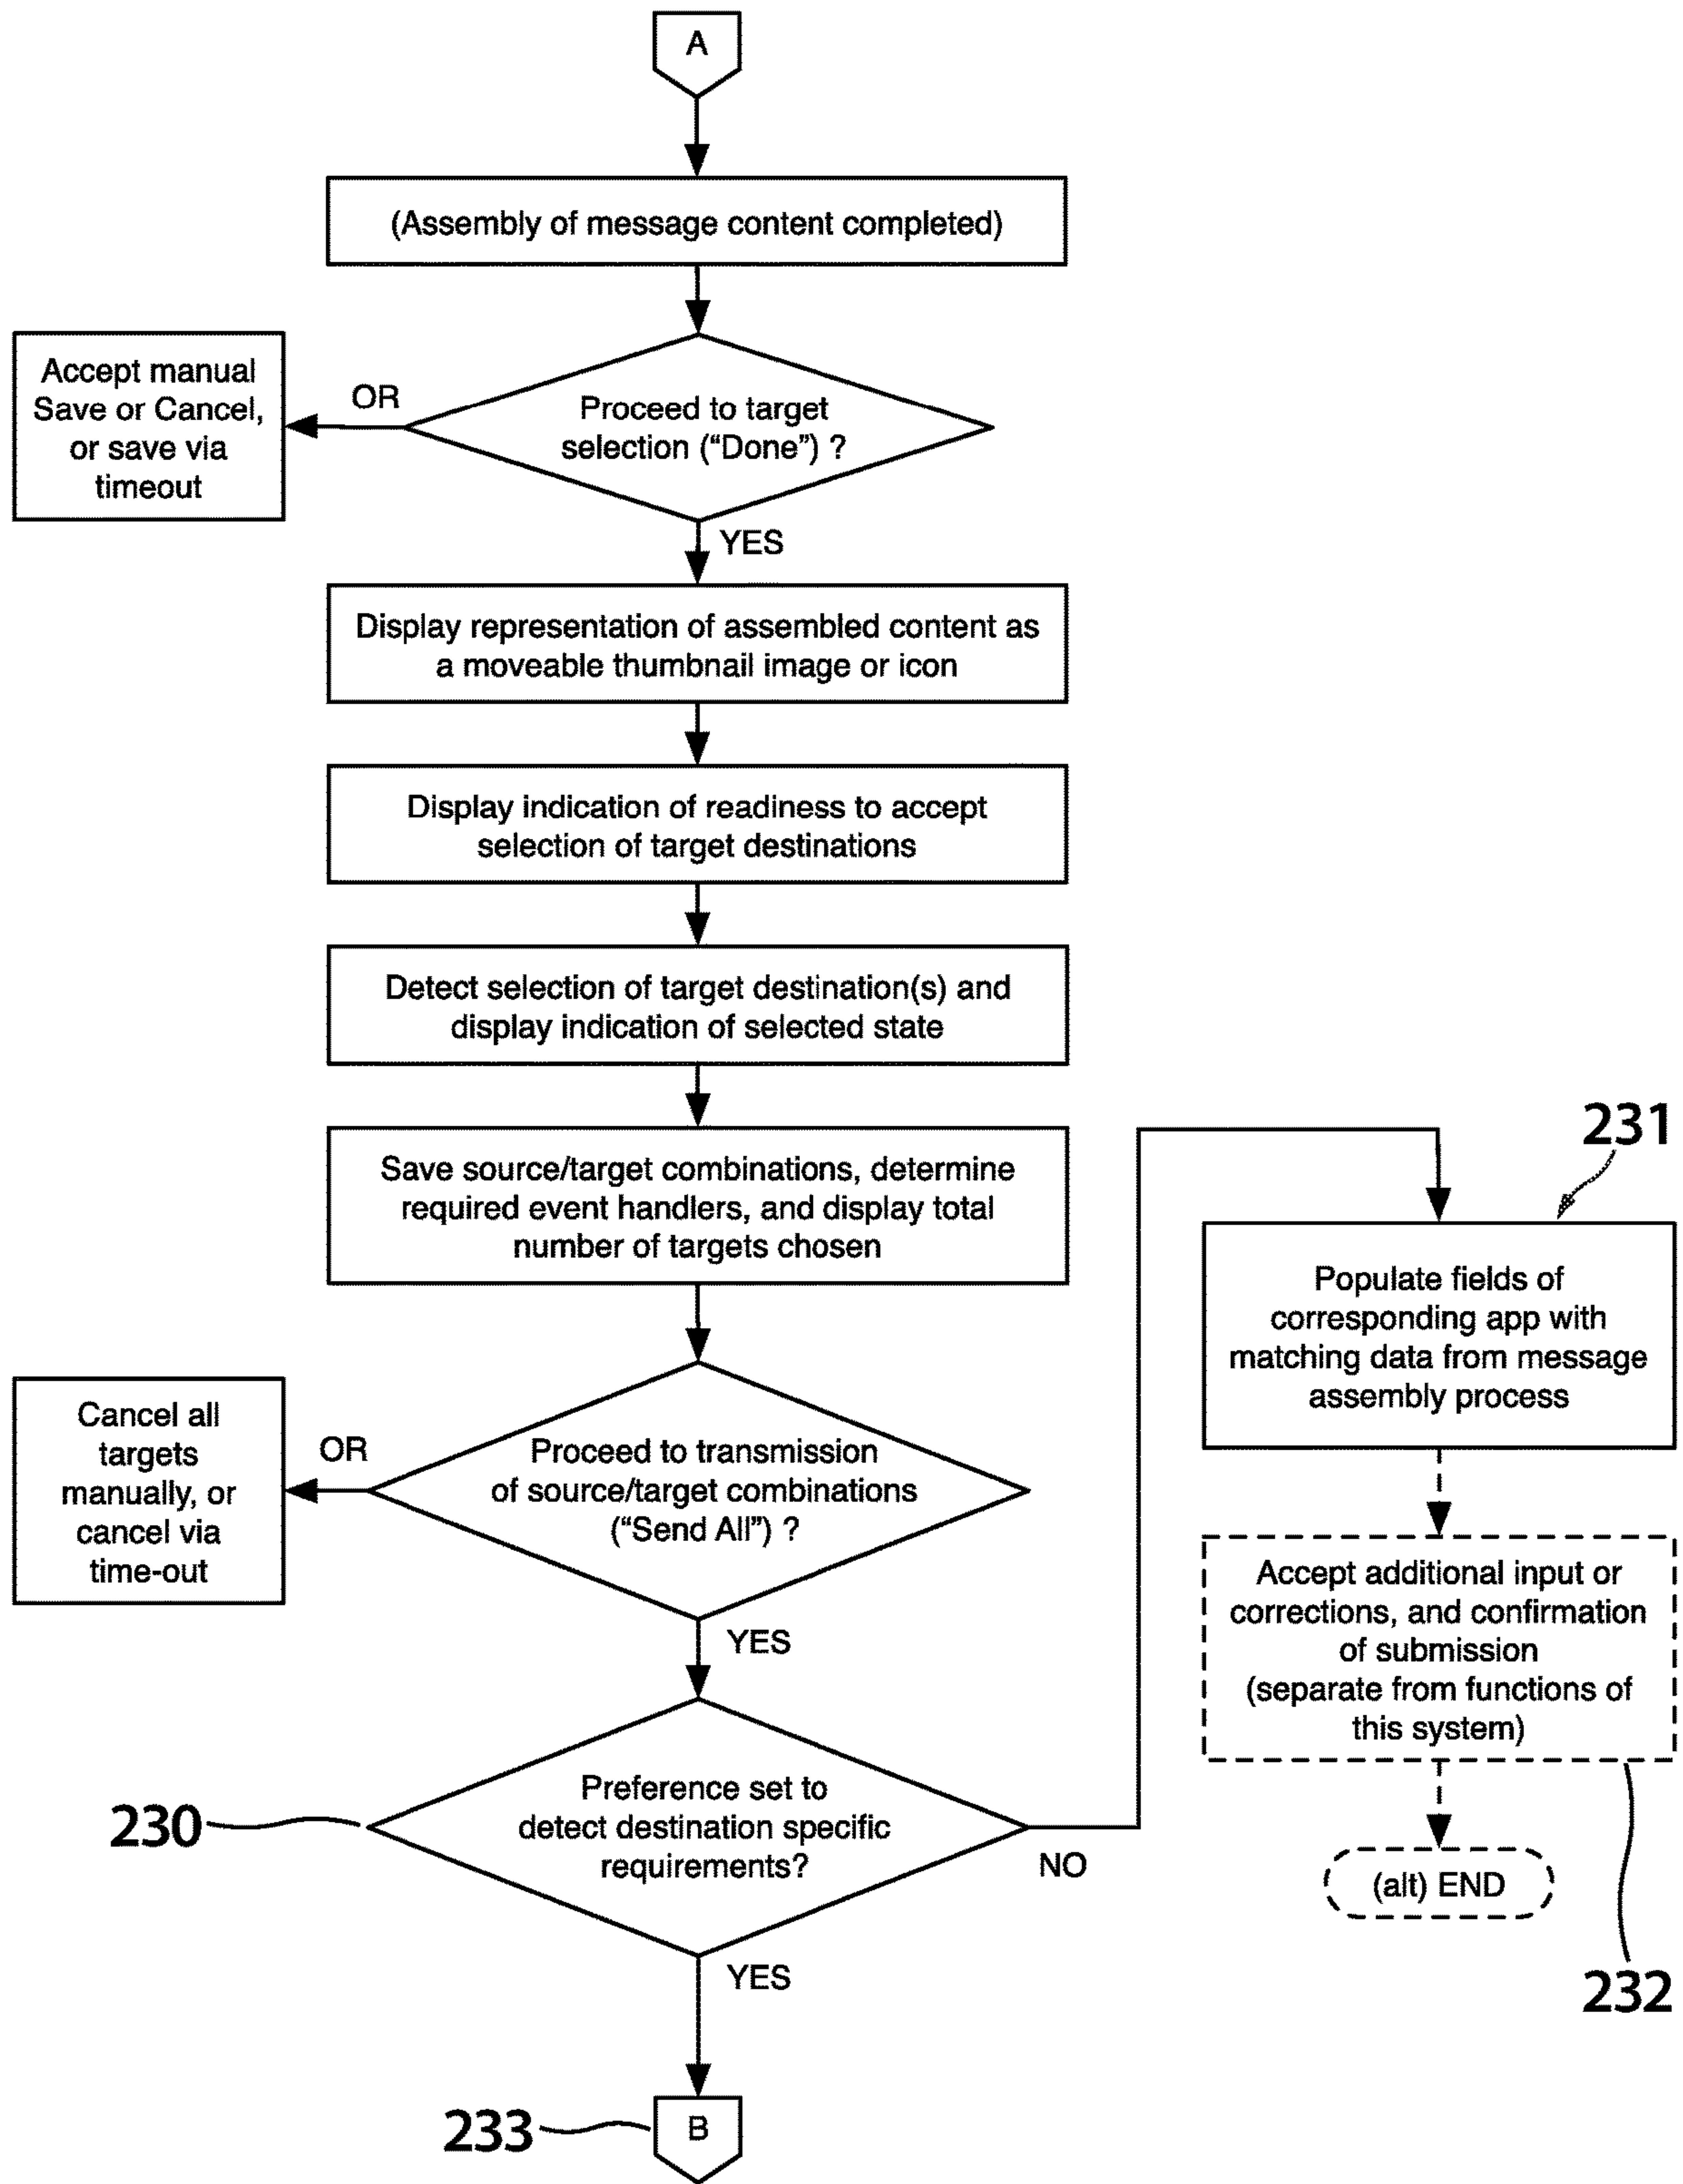 A
(Assembly of message content completed)
Accept manual
Save or Cancel,
or save via
timeout
OR
Proceed to target
selection (“Done”) ?
YES
Display representation of assembled content as
a moveable thumbnail image or icon
Display indication of readiness to accept
selection of target destinations
Detect selection of target destination(s) and
display indication of selected state
Save source/target combinations, determine
required event handlers, and display total
number of targets chosen
Cancel all
targets
manually, or
cancel via
time-out
OR
Proceed to transmission
of source/target combinations
(“Send All”) ?
YES
230
Preference set to
detect destination specific
requirements?
NO
YES
233
B
231
Populate fields of
corresponding app with
matching data from message
assembly process
Accept additional input or
corrections, and confirmation
of submission
(separate from functions of
this system)
(alt) END
232